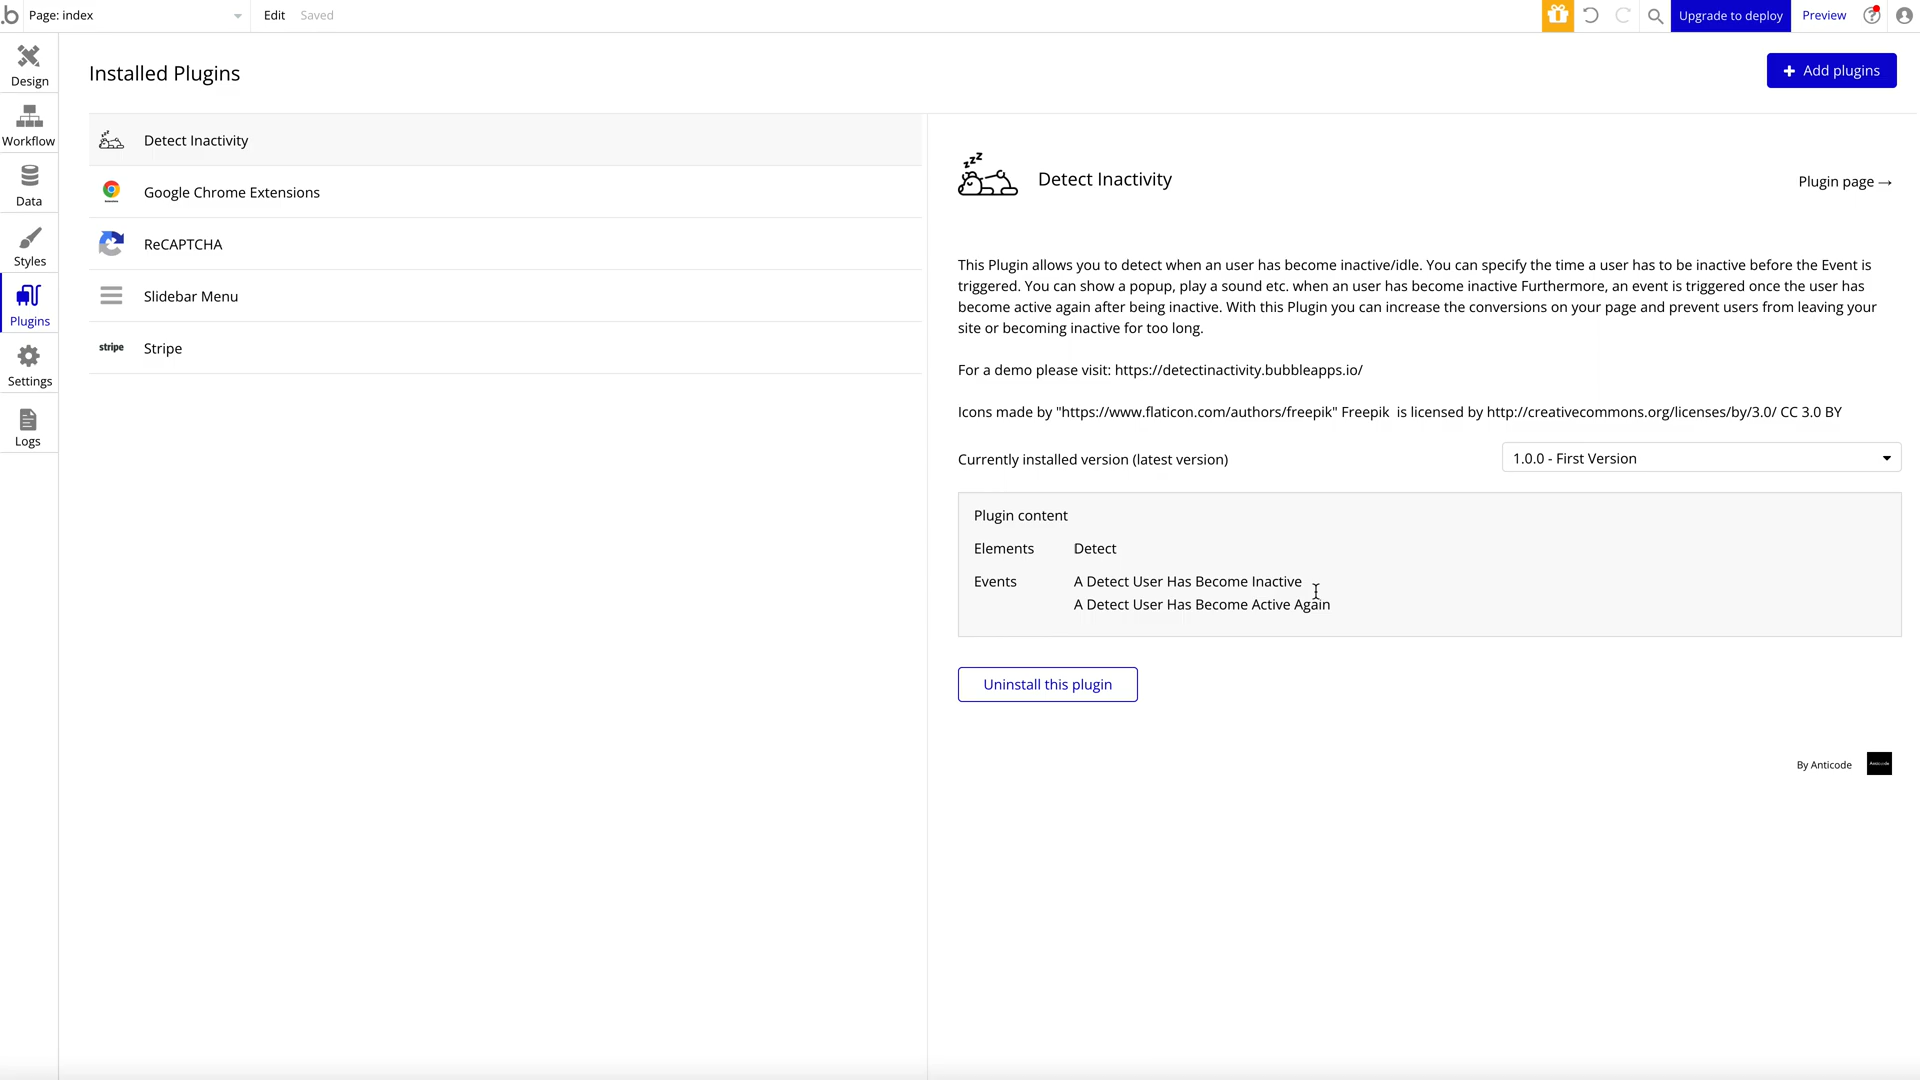 Page: index
Edit
Saved
Upgrade to deploy
Preview
Design
Workflow
Data
Styles
Plugins
Settings
Logs
Installed Plugins
Add plugins
Detect Inactivity
Google Chrome Extensions
ReCAPTCHA
Slidebar Menu
stripe
Stripe
Detect Inactivity
Plugin page →
This Plugin allows you to detect when an user has become inactive/idle. You can specify the time a user has to be inactive before the Event is
triggered. You can show a popup, play a sound etc. when an user has become inactive Furthermore, an event is triggered once the user has
become active again after being inactive. With this Plugin you can increase the conversions on your page and prevent users from leaving your
site or becoming inactive for too long.
For a demo please visit: https://detectinactivity.bubbleapps.io/
Icons made by "https://www.flaticon.com/authors/freepik" Freepik  is licensed by http://creativecommons.org/licenses/by/3.0/ CC 3.0 BY
Currently installed version (latest version)
1.0.0 - First Version
Plugin content
Elements
Detect
Events
A Detect User Has Become Inactive
A Detect User Has Become Active Again
Uninstall this plugin
By Anticode